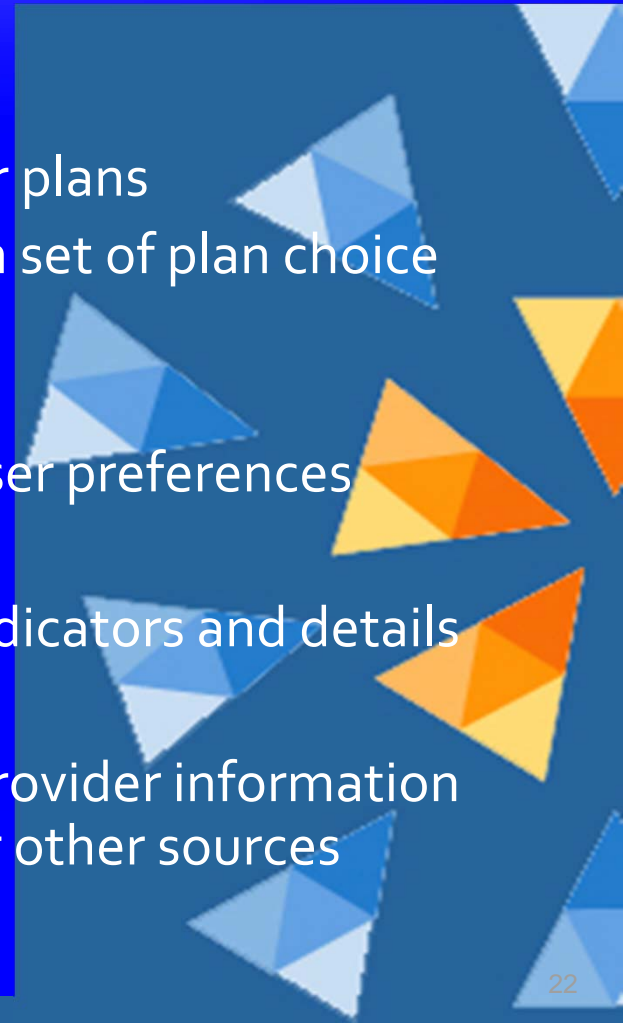 r plans
set of plan choice
ser preferences
dicators and details
rovider information
r other sources
22